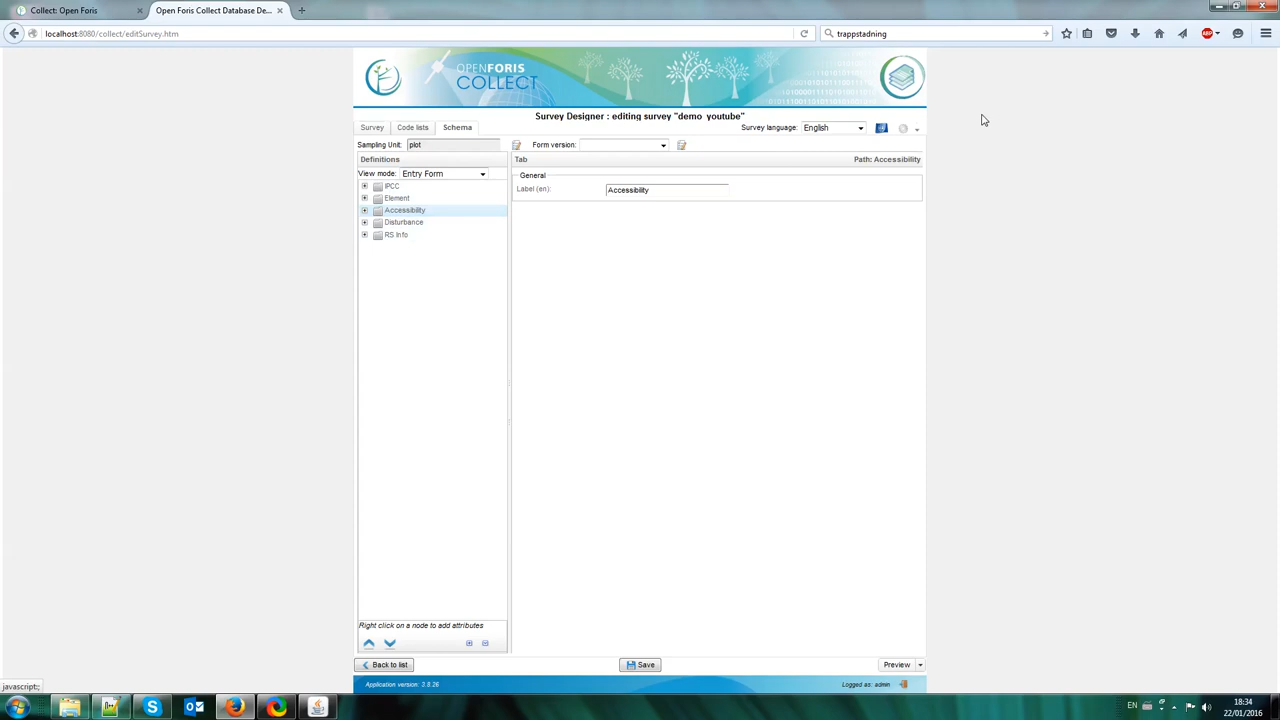 Collect: Open Foris
Open Foris Collect Database De...
localhost:8080/collect/editSurvey.htm
trappstadning
ABP
OPENFORIS
COLLECT
Survey Designer : editing survey "demo_youtube"
Survey
Code lists
Schema
Survey language:
English
Sampling Unit:
plot
Form version:
Definitions
Tab
Path: Accessibility
View mode:
Entry Form
General
Label (en):
Accessibility
IPCC
Element
Accessibility
Disturbance
RS Info
Right click on a node to add attributes
Back to list
Save
Preview
Application version: 3.8.26
Logged as: admin
javascript:;
EN
18:34
22/01/2016